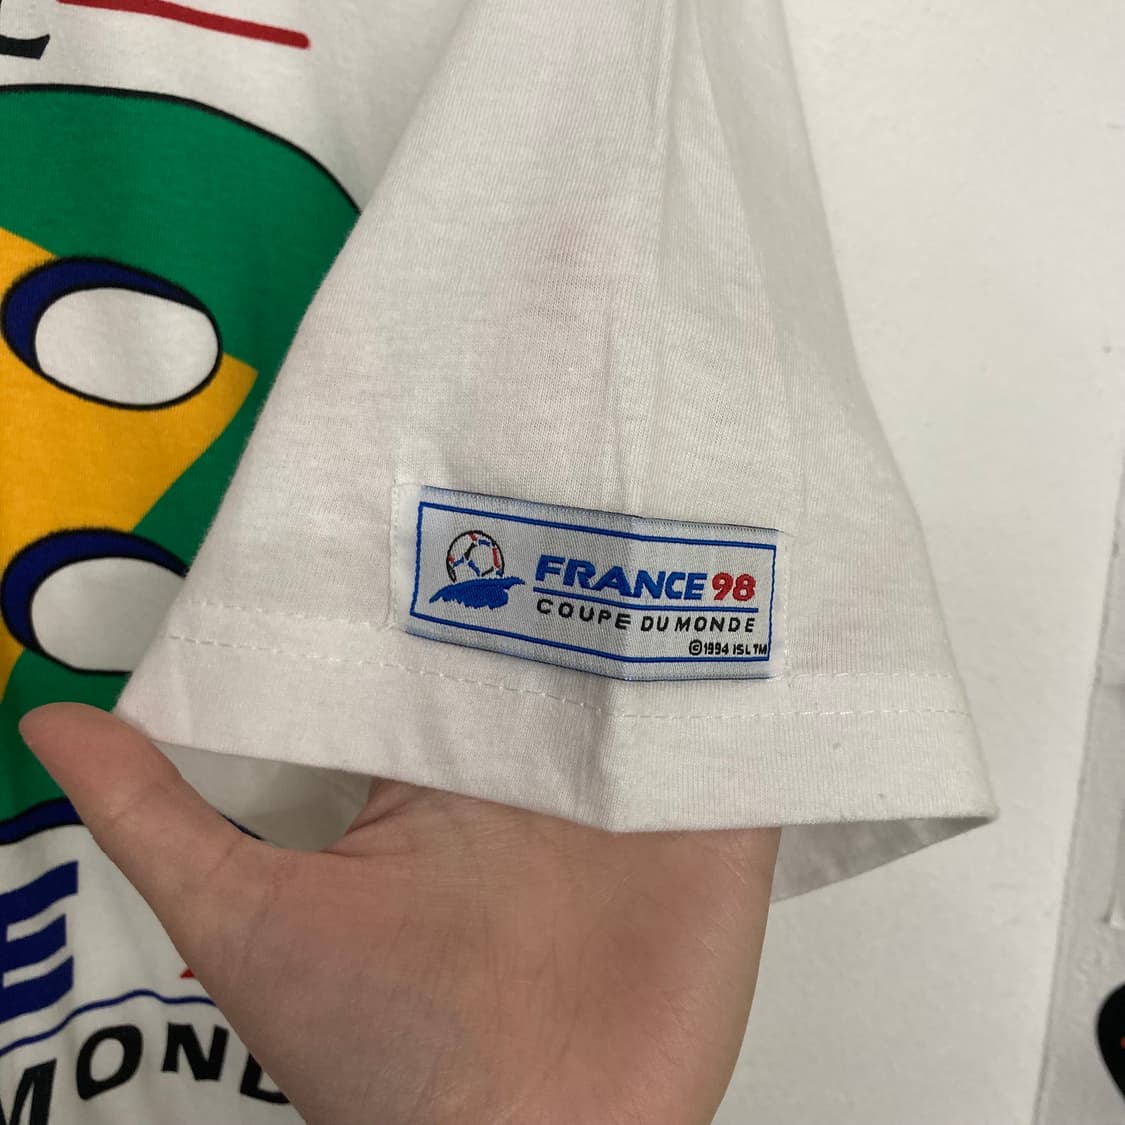 FRANCE 98
COUPE DU MONDE
©1994 ISL TM
E
MOND